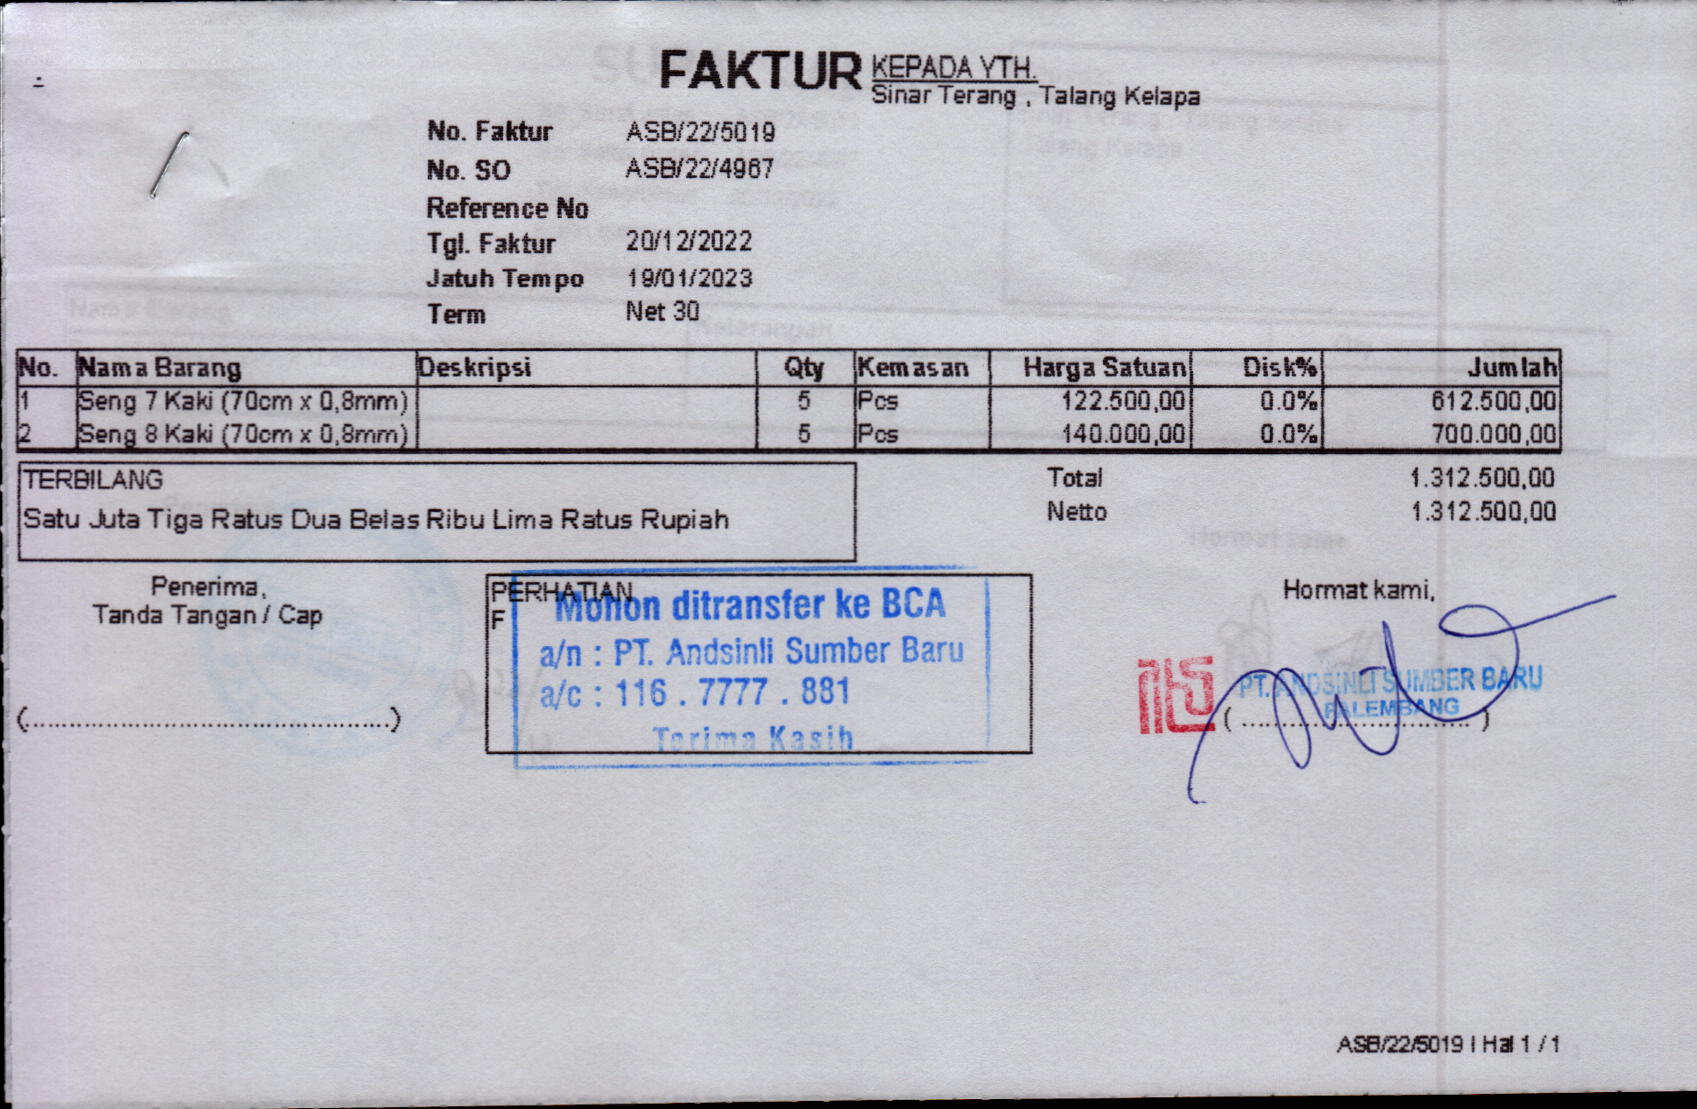 FAKTUR
KEPADA YTH.
Sinar Terang , Talang Kelapa
No. Faktur ASB/22/5019
No. SO ASB/22/4967
Reference No
Tgl. Faktur 20/12/2022
Jatuh Tempo 19/01/2023
Term Net 30
No. Nama Barang Deskripsi Qty Kemasan Harga Satuan Disk% Jumlah
1 Seng 7 Kaki (70cm x 0,8mm) 5 Pcs 122.500,00 0.0% 612.500,00
2 Seng 8 Kaki (70cm x 0,8mm) 5 Pcs 140.000,00 0.0% 700.000,00
TERBILANG
Satu Juta Tiga Ratus Dua Belas Ribu Lima Ratus Rupiah
Total 1.312.500,00
Netto 1.312.500,00
Penerima,
Tanda Tangan / Cap
(............................................)
PERHATIAN
F
Mohon ditransfer ke BCA
a/n : PT. Andsinli Sumber Baru
a/c : 116 . 7777 . 881
Terima Kasih
Hormat kami,
PT. ANDSINLI SUMBER BARU
PALEMBANG
( ............................ )
ASB/22/5019 | Hal 1 / 1